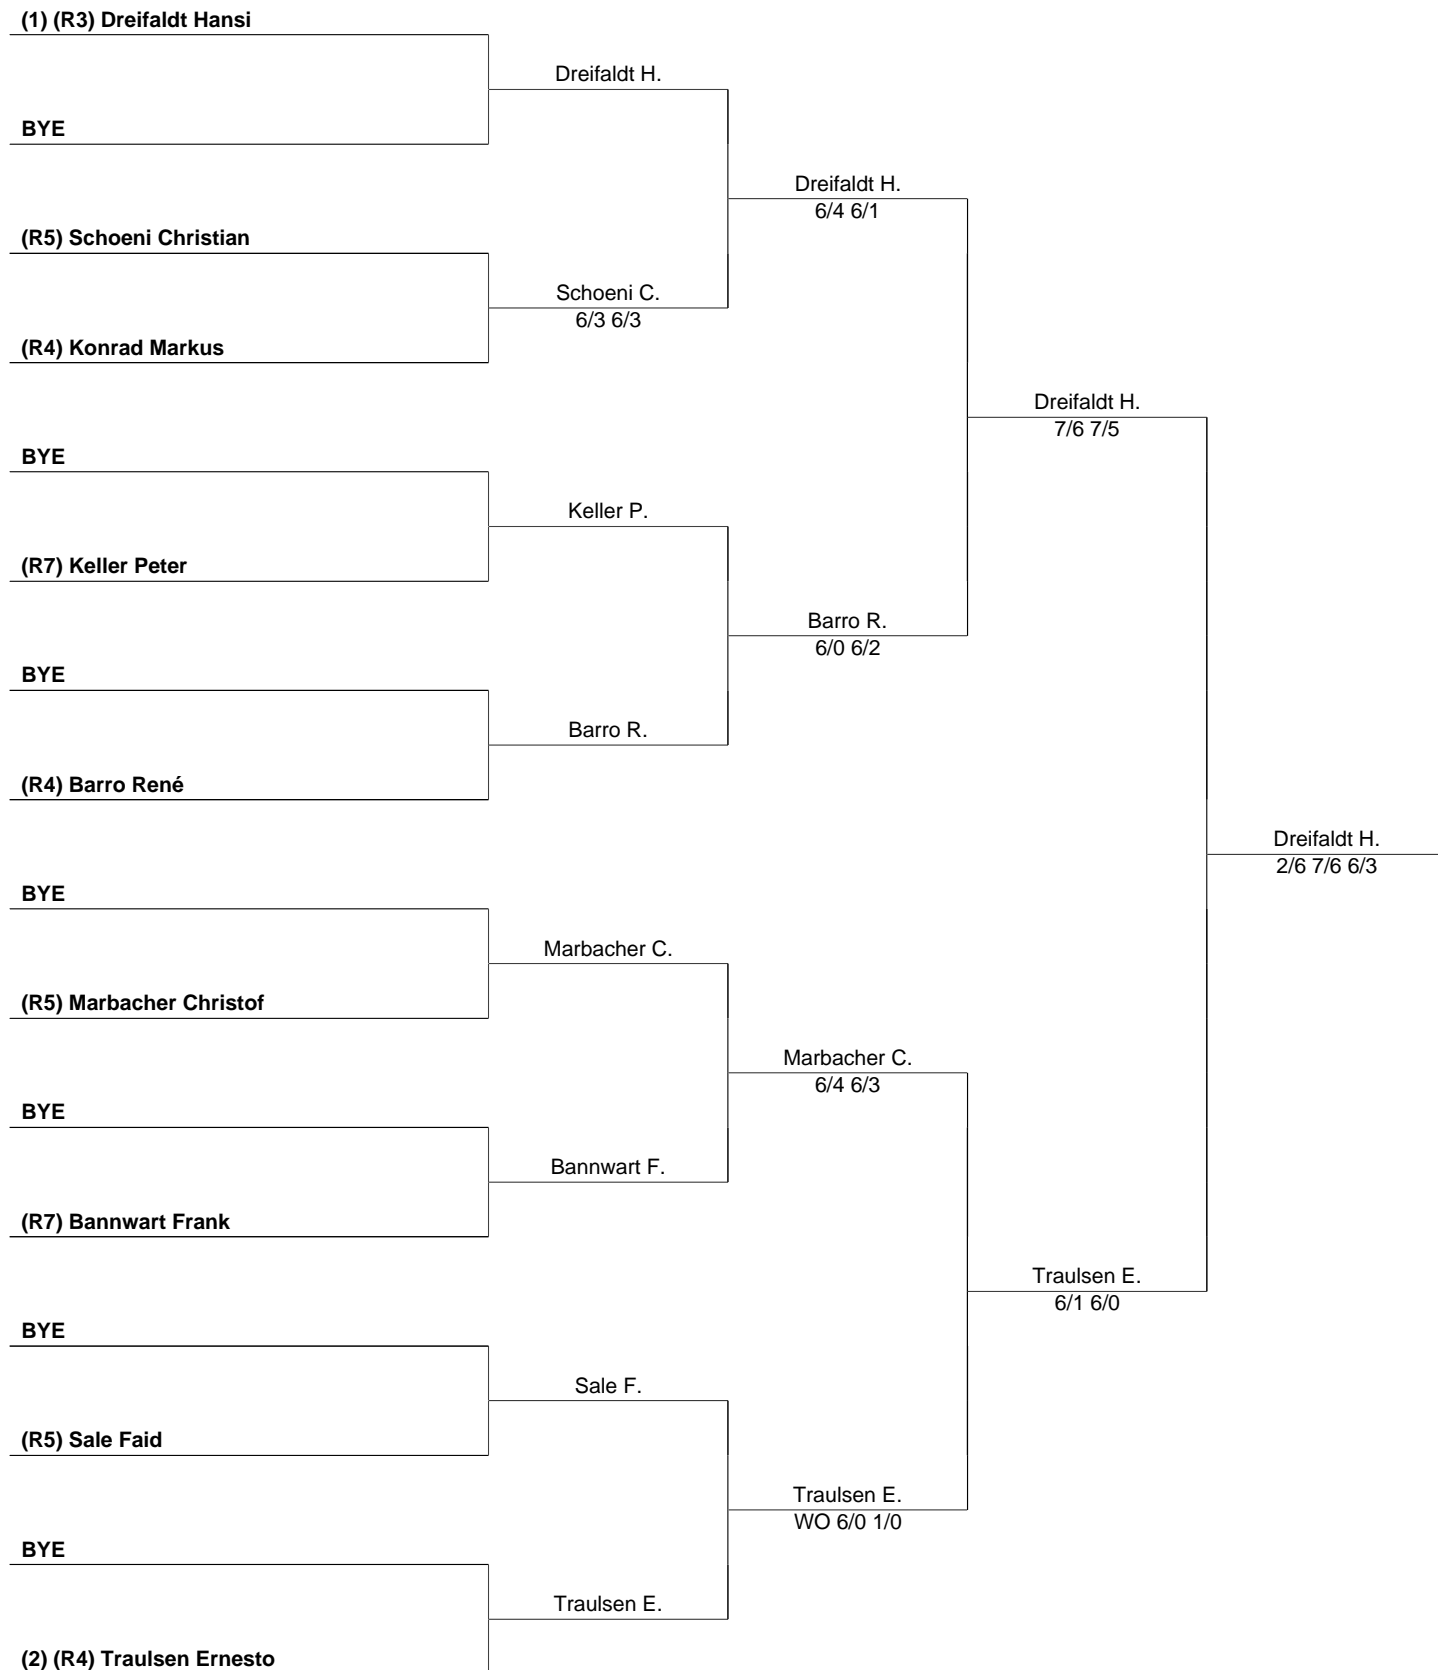 (1) (R3) Dreifaldt Hansi
Dreifaldt H.
BYE
Dreifaldt H.
6/4 6/1
(R5) Schoeni Christian
Schoeni C.
6/3 6/3
(R4) Konrad Markus
Dreifaldt H.
7/6 7/5
BYE
Keller P.
(R7) Keller Peter
Barro R.
6/0 6/2
BYE
Barro R.
(R4) Barro René
Dreifaldt H.
2/6 7/6 6/3
BYE
Marbacher C.
(R5) Marbacher Christof
Marbacher C.
6/4 6/3
BYE
Bannwart F.
(R7) Bannwart Frank
Traulsen E.
6/1 6/0
BYE
Sale F.
(R5) Sale Faid
Traulsen E.
WO 6/0 1/0
BYE
Traulsen E.
(2) (R4) Traulsen Ernesto